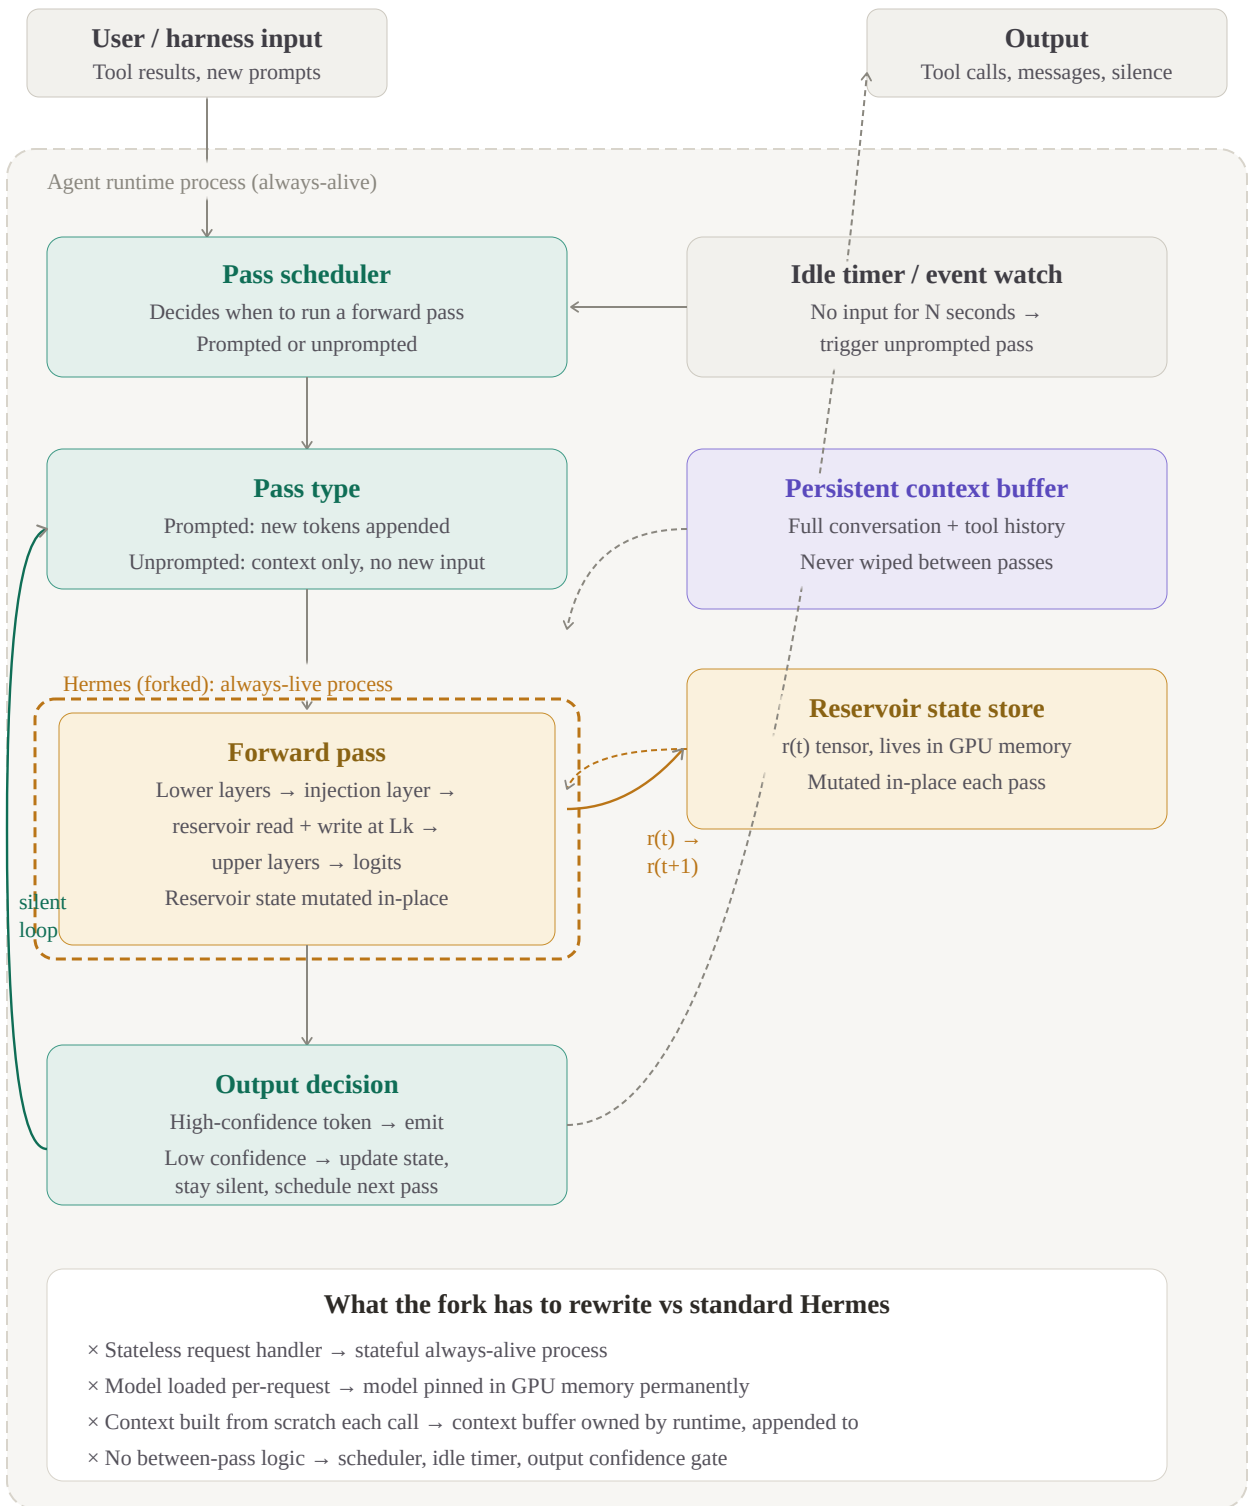 User / harness input
Tool results, new prompts
Output
Tool calls, messages, silence
Agent runtime process (always-alive)
Pass scheduler
Decides when to run a forward pass
Prompted or unprompted
Idle timer / event watch
No input for N seconds →
trigger unprompted pass
Pass type
Prompted: new tokens appended
Unprompted: context only, no new input
Persistent context buffer
Full conversation + tool history
Never wiped between passes
Hermes (forked): always-live process
Forward pass
Lower layers → injection layer →
reservoir read + write at Lk →
upper layers → logits
Reservoir state mutated in-place
Reservoir state store
r(t) tensor, lives in GPU memory
Mutated in-place each pass
r(t) →
r(t+1)
silent
loop
Output decision
High-confidence token → emit
Low confidence → update state,
stay silent, schedule next pass
What the fork has to rewrite vs standard Hermes
× Stateless request handler → stateful always-alive process
× Model loaded per-request → model pinned in GPU memory permanently
× Context built from scratch each call → context buffer owned by runtime, appended to
× No between-pass logic → scheduler, idle timer, output confidence gate